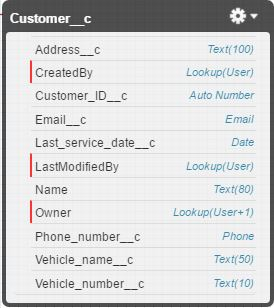 Customer__c
Address__c Text(100)
CreatedBy Lookup(User)
Customer_ID__c Auto Number
Email__c Email
Last_service_date__c Date
LastModifiedBy Lookup(User)
Name Text(80)
Owner Lookup(User+1)
Phone_number__c Phone
Vehicle_name__c Text(50)
Vehicle_number__c Text(10)